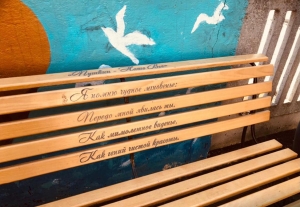 Я помню чудное мгновенье:
Передо мной явилась ты,
Как мимолетное виденье,
Как гений чистой красоты.